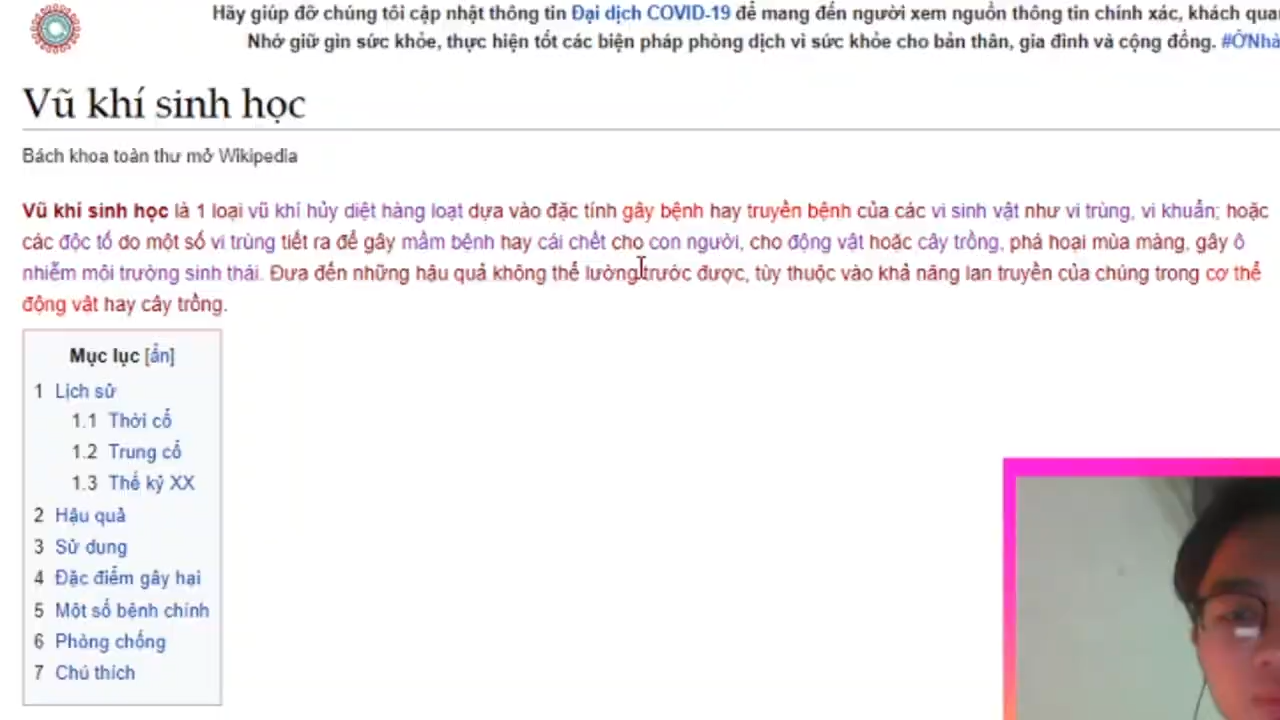 Hãy giúp đỡ chúng tôi cập nhật thông tin Đại dịch COVID-19 để mang đến người xem nguồn thông tin chính xác, khách
Nhớ giữ gìn sức khỏe, thực hiện tốt các biện pháp phòng dịch vì sức khỏe cho bản thân, gia đình và cộng đồng.
Vũ khí sinh học
Bách khoa toàn thư mở Wikipedia
Vũ khí sinh học là 1 loại vũ khí hủy diệt hàng loạt dựa vào đặc tính gây bệnh hay truyền bệnh của các vi sinh vật như vi trùng, vi khuẩn; hoặc
các độc tố do một số vi trùng tiết ra để gây mầm bệnh hay cái chết cho con người, cho động vật hoặc cây trồng, phá hoại mùa màng, gây ô
nhiễm môi trường sinh thái. Đưa đến những hậu quả không thể lường trước được, tùy thuộc vào khả năng lan truyền của chúng trong cơ thể
động vật hay cây trồng.
Mục lục [ẩn]
1 Lịch sử
1.1 Thời cổ
1.2 Trung cổ
1.3 Thế kỷ XX
2 Hậu quả
3 Sử dụng
4 Đặc điểm gây hại
5 Một số bệnh chính
6 Phòng chống
7 Chú thích